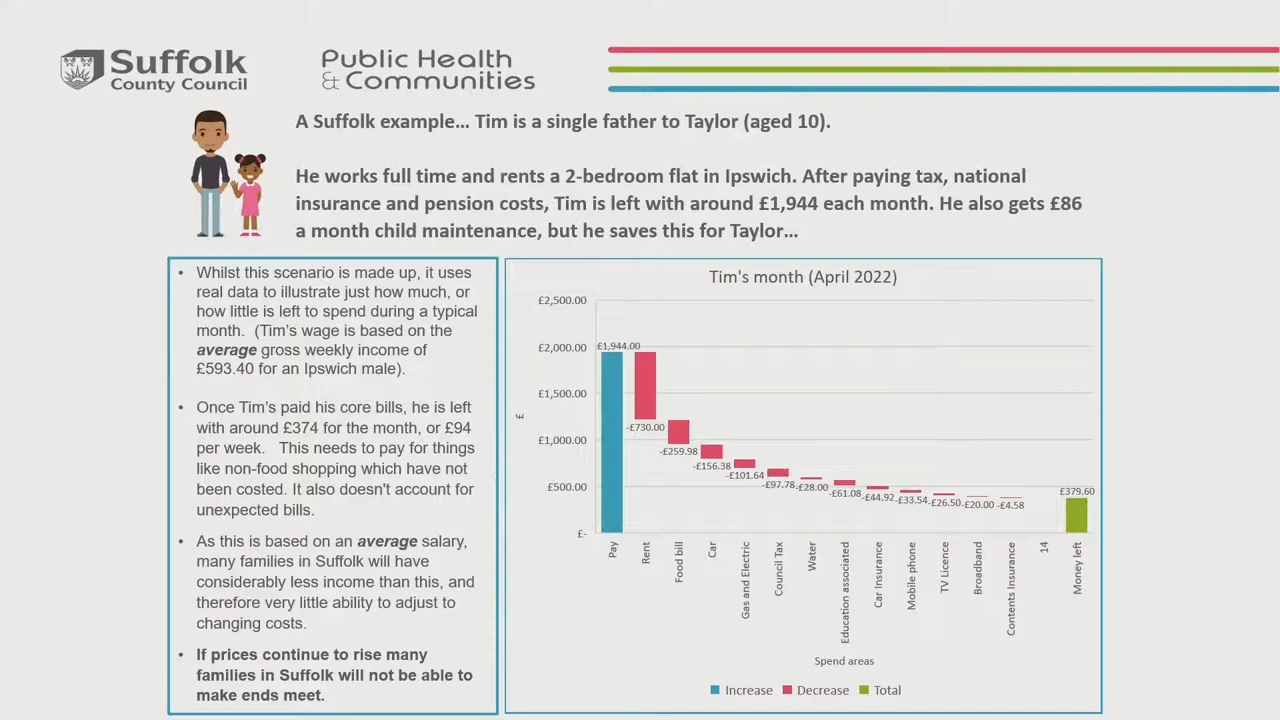 Suffolk
County Council
Public Health
& Communities
A Suffolk example... Tim is a single father to Taylor (aged 10).
He works full time and rents a 2-bedroom flat in Ipswich. After paying tax, national
insurance and pension costs, Tim is left with around £1,944 each month. He also gets £86
a month child maintenance, but he saves this for Taylor...
• Whilst this scenario is made up, it uses
real data to illustrate just how much, or
how little is left to spend during a typical
month. (Tim's wage is based on the
average gross weekly income of
£593.40 for an Ipswich male).
• Once Tim's paid his core bills, he is left
with around £374 for the month, or £94
per week. This needs to pay for things
like non-food shopping which have not
been costed. It also doesn't account for
unexpected bills.
• As this is based on an average salary,
many families in Suffolk will have
considerably less income than this, and
therefore very little ability to adjust to
changing costs.
• If prices continue to rise many
families in Suffolk will not be able to
make ends meet.
Tim's month (April 2022)
£2,500.00
£2,000.00
£1,500.00
£1,000.00
£500.00
£-
£
£1,944.00
-£730.00
-£259.98
-£156.38
-£101.64
-£97.78
-£28.00
-£61.08
-£44.92
-£33.54
-£26.50
-£20.00
-£4.58
£379.60
Pay
Rent
Food bill
Car
Gas and Electric
Council Tax
Water
Education associated
Car Insurance
Mobile phone
TV Licence
Broadband
Contents Insurance
14
Money left
Spend areas
Increase
Decrease
Total